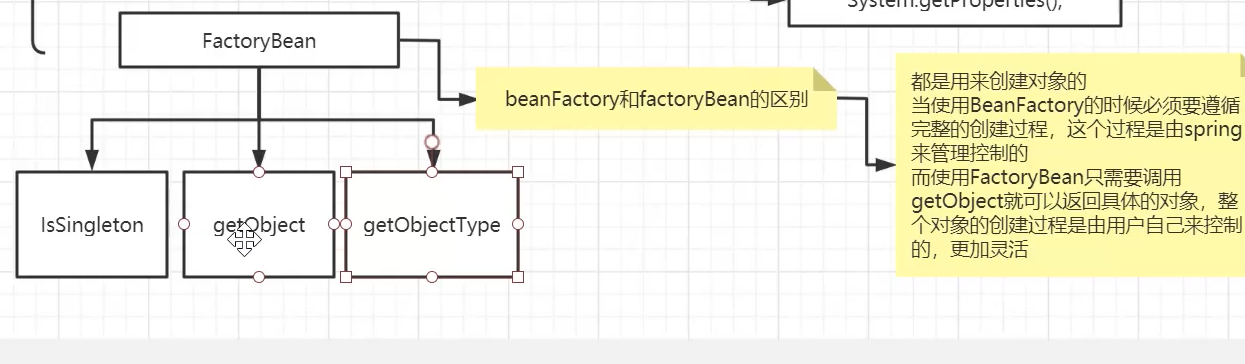 System.getProperties();
FactoryBean
beanFactory和factoryBean的区别
都是用来创建对象的
当使用BeanFactory的时候必须要遵循
完整的创建过程，这个过程是由spring
来管理控制的
而使用FactoryBean只需要调用
getObject就可以返回具体的对象，整
个对象的创建过程是由用户自己来控制
的，更加灵活
IsSingleton
getObject
getObjectType